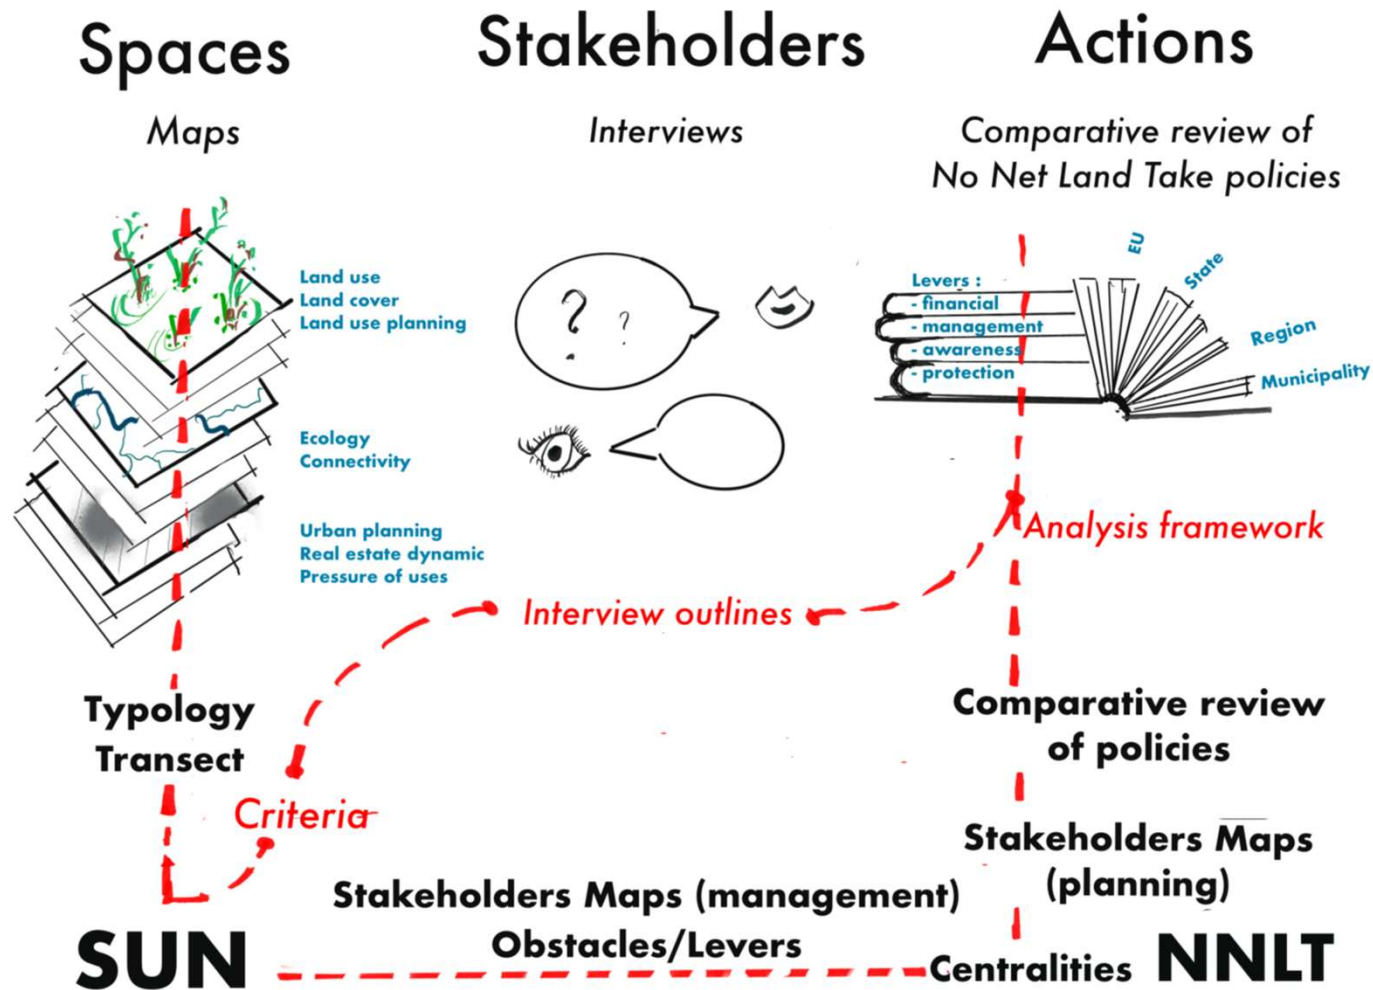 Spaces
Stakeholders
Actions
Maps
Interviews
Comparative review of
No Net Land Take policies
Land use
Land cover
Land use planning
Ecology
Connectivity
Urban planning
Real estate dynamic
Pressure of uses
? ?
Levers :
- financial
- management
- awareness
- protection
EU
State
Region
Municipality
Analysis framework
Interview outlines
Criteria
Typology
Transect
Comparative review
of policies
Stakeholders Maps
(planning)
Stakeholders Maps (management)
Obstacles/Levers
SUN
Centralities
NNLT